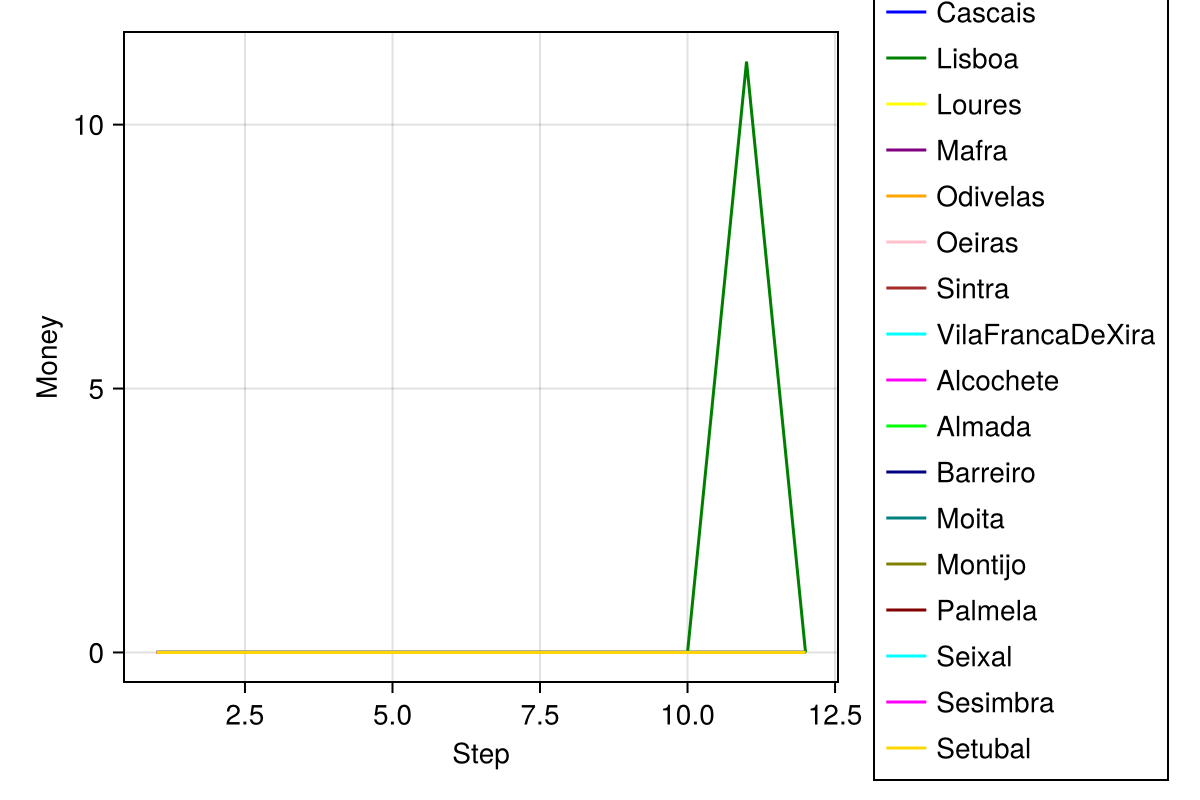 10
5
0
Money
2.5 5.0 7.5 10.0 12.5
Step
Cascais
Lisboa
Loures
Mafra
Odivelas
Oeiras
Sintra
VilaFrancaDeXira
Alcochete
Almada
Barreiro
Moita
Montijo
Palmela
Seixal
Sesimbra
Setubal